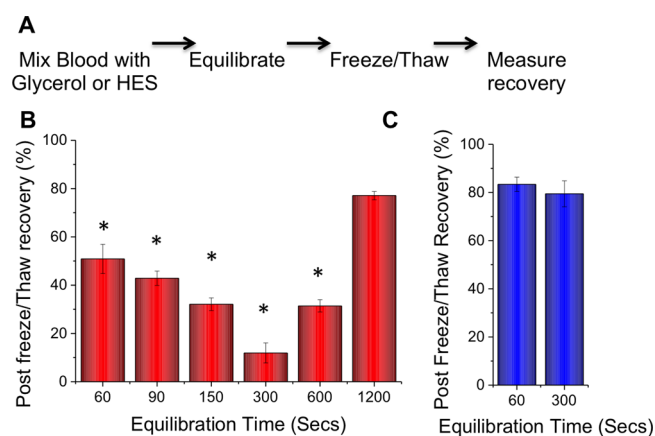 A
Mix Blood with Glycerol or HES
Equilibrate
Freeze/Thaw
Measure recovery
B
Post freeze/Thaw recovery (%)
100
80
60
40
20
0
* * * * *
60 90 150 300 600 1200
Equilibration Time (Secs)
C
Post Freeze/Thaw Recovery (%)
100
80
60
40
20
0
60 300
Equilibration Time (Secs)